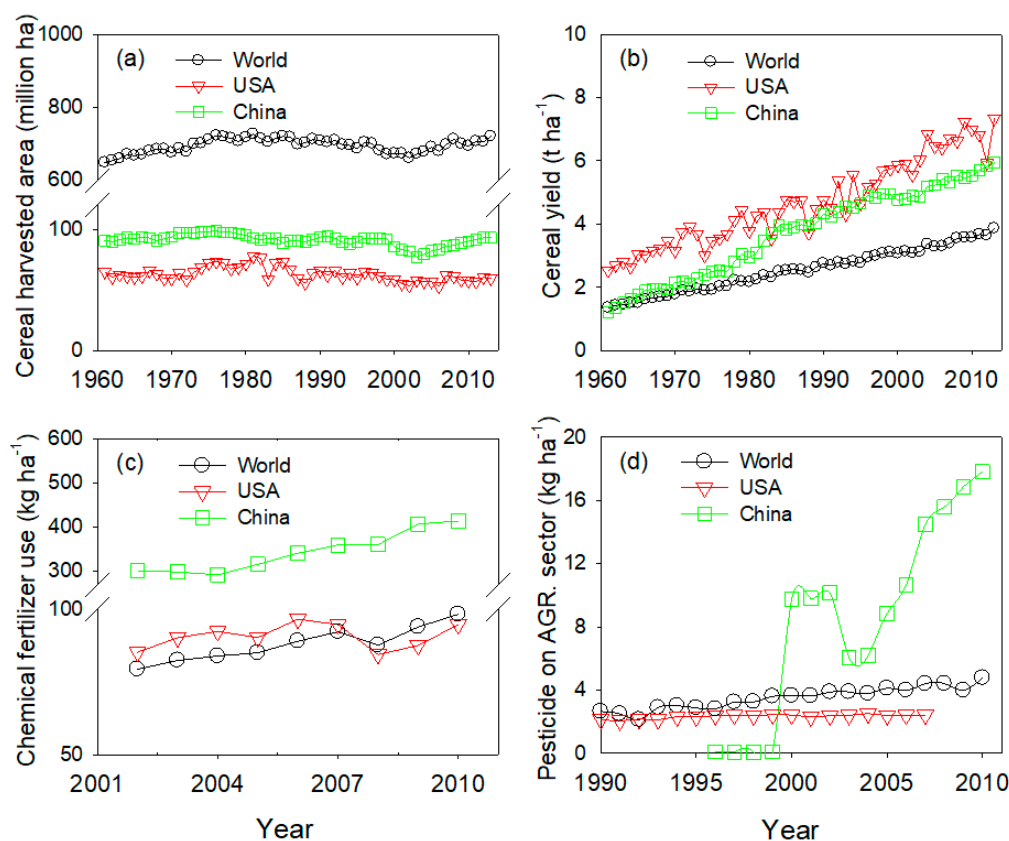 Cereal harvested area (million ha)
1000
800
600
100
0
(a)
World
USA
China
1960 1970 1980 1990 2000 2010
Cereal yield (t ha⁻¹)
10
8
6
4
2
0
(b)
World
USA
China
1960 1970 1980 1990 2000 2010
Chemical fertilizer use (kg ha⁻¹)
600
500
400
300
100
50
(c)
World
USA
China
2001 2004 2007 2010
Year
Pesticide on AGR. sector (kg ha⁻¹)
20
16
12
8
4
0
(d)
World
USA
China
1990 1995 2000 2005 2010
Year